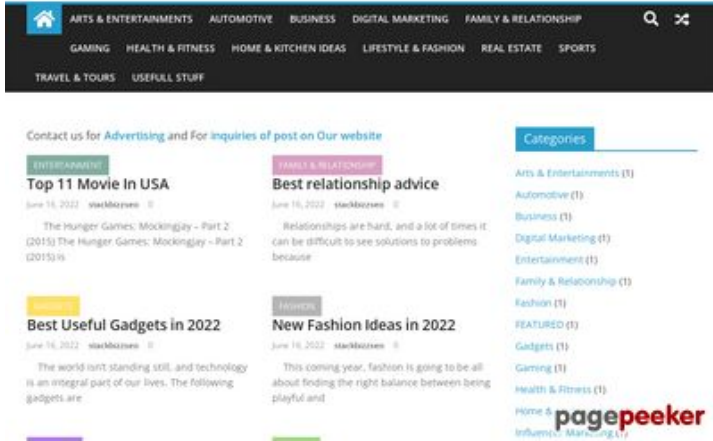 ARTS & ENTERTAINMENTS AUTOMOTIVE BUSINESS DIGITAL MARKETING FAMILY & RELATIONSHIP
GAMING HEALTH & FITNESS HOME & KITCHEN IDEAS LIFESTYLE & FASHION REAL ESTATE SPORTS
TRAVEL & TOURS USEFULL STUFF
Contact us for Advertising and For inquiries of post on Our website
ENTERTAINMENT
Top 11 Movie In USA
June 16, 2022 stackbizzseo 0
The Hunger Games: Mockingjay – Part 2
(2015) The Hunger Games: Mockingjay – Part 2
(2015) is
FAMILY & RELATIONSHIP
Best relationship advice
June 16, 2022 stackbizzseo 0
Relationships are hard, and a lot of times it
can be difficult to see solutions to problems
because
GADGETS
Best Useful Gadgets in 2022
June 16, 2022 stackbizzseo 0
The world isn't standing still, and technology
is an integral part of our lives. The following
gadgets are
FASHION
New Fashion Ideas in 2022
June 16, 2022 stackbizzseo 0
This coming year, fashion is going to be all
about finding the right balance between being
playful and
Categories
Arts & Entertainments (1)
Automotive (1)
Business (1)
Digital Marketing (1)
Entertainment (1)
Family & Relationship (1)
Fashion (1)
FEATURED (1)
Gadgets (1)
Gaming (1)
Health & Fitness (1)
Home &
Influencer Marketing (1)
pagepeeker